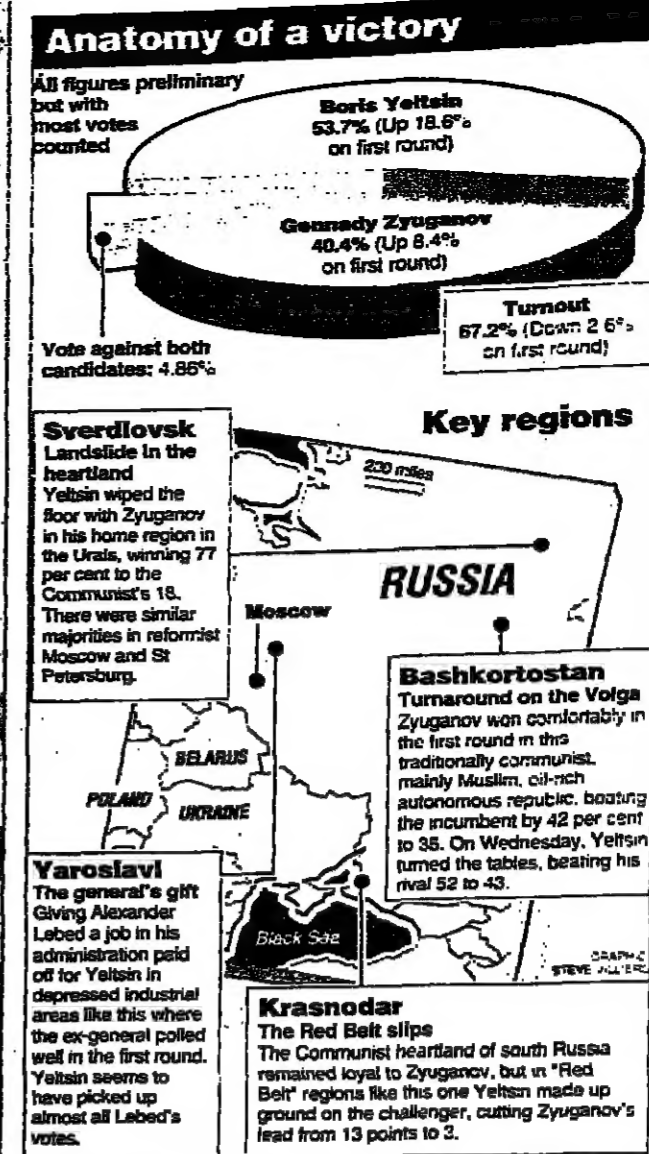 Anatomy of a victory
All figures preliminary
but with
most votes
counted
Boris Yeltsin
53.7% (Up 18.6%
on first round)
Gennady Zyuganov
40.4% (Up 8.4%
on first round)
Turnout
67.2% (Down 2.6%
on first round)
Vote against both
candidates: 4.86%
Key regions
Sverdlovsk
Landslide in the
heartland
Yeltsin wiped the
floor with Zyuganov
in his home region in
the Urals, winning 77
per cent to the
Communist's 18.
There were similar
majorities in reformist
Moscow and St
Petersburg.
200 miles
RUSSIA
Moscow
BELARUS
POLAND
UKRAINE
Bashkortostan
Turnaround on the Volga
Zyuganov won comfortably in
the first round in this
traditionally communist,
mainly Muslim, oil-rich
autonomous republic, beating
the incumbent by 42 per cent
to 35. On Wednesday, Yeltsin
turned the tables, beating his
rival 52 to 43.
Yaroslavl
The general's gift
Giving Alexander
Lebed a job in his
administration paid
off for Yeltsin in
depressed industrial
areas like this where
the ex-general polled
well in the first round.
Yeltsin seems to
have picked up
almost all Lebed's
votes.
Black Sea
GRAPHIC
STEVE
Krasnodar
The Red Belt slips
The Communist heartland of south Russia
remained loyal to Zyuganov, but in "Red
Belt" regions like this one Yeltsin made up
ground on the challenger, cutting Zyuganov's
lead from 13 points to 3.